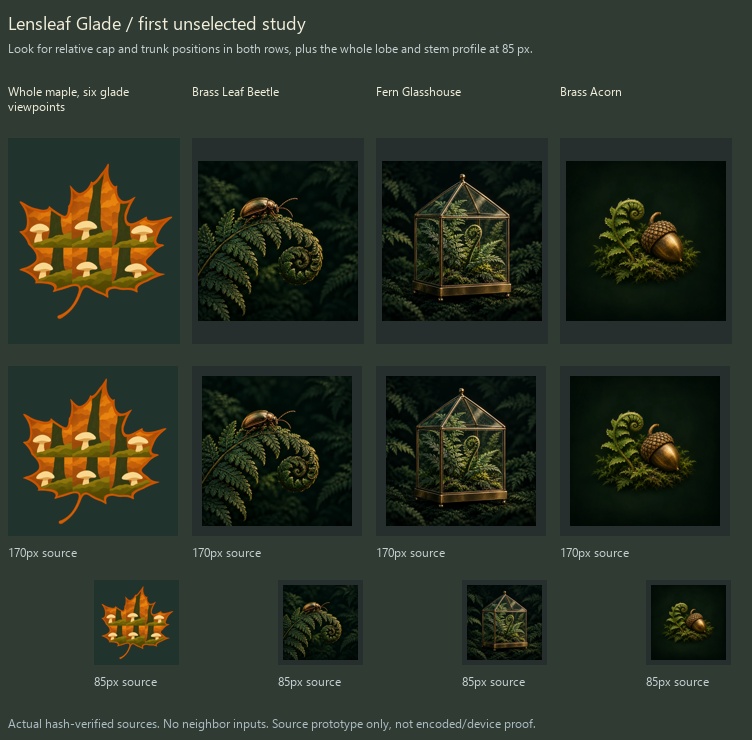 Lensleaf Glade / first unselected study
Look for relative cap and trunk positions in both rows, plus the whole lobe and stem profile at 85 px.
Whole maple, six glade
viewpoints
Brass Leaf Beetle
Fern Glasshouse
Brass Acorn
170px source
170px source
170px source
170px source
85px source
85px source
85px source
85px source
Actual hash-verified sources. No neighbor inputs. Source prototype only, not encoded/device proof.